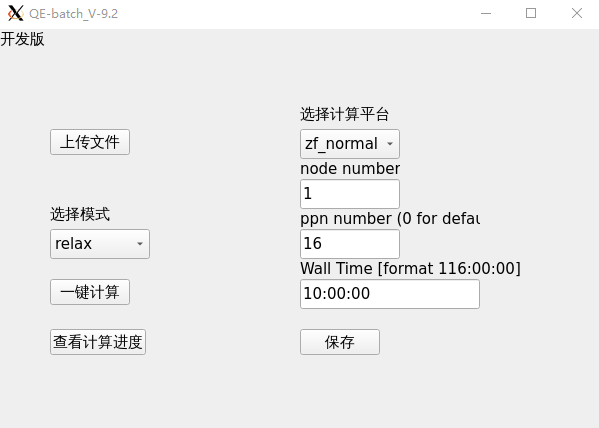 QE-batch_V-9.2
开发版
选择计算平台
上传文件
zf_normal
node number
1
选择模式
ppn number (0 for defau
relax
16
Wall Time [format 116:00:00]
一键计算
10:00:00
查看计算进度
保存